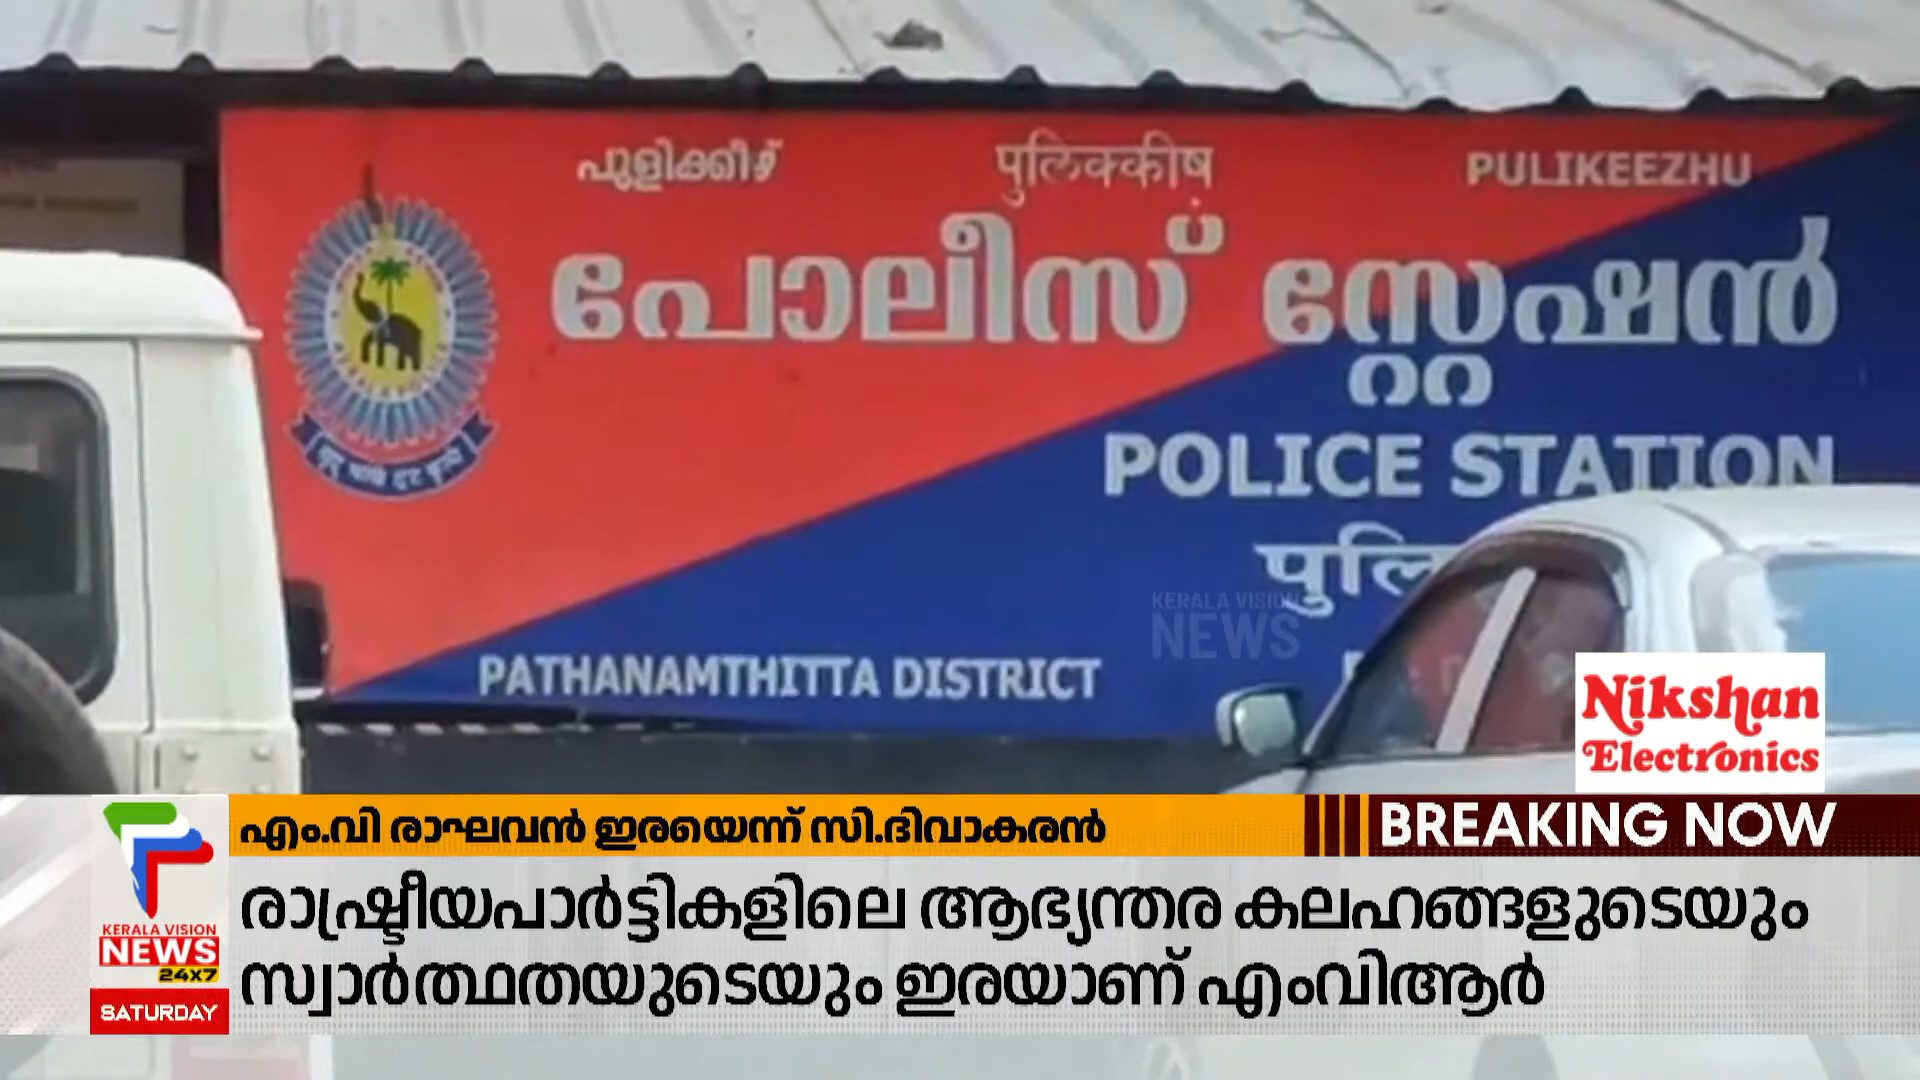 പുളിക്കീഴ് पुलिक्कीष़ PULIKEEZHU
പോലീസ് സ്റ്റേഷൻ
POLICE STATION
PATHANAMTHITTA DISTRICT
KERALA VISION
NEWS
Nikshan
Electronics
എം.വി രാഘവൻ ഇരയെന്ന് സി.ദിവാകരൻ
BREAKING NOW
രാഷ്ട്രീയപാർട്ടികളിലെ ആഭ്യന്തര കലഹങ്ങളുടെയും
സ്വാർത്ഥതയുടെയും ഇരയാണ് എംവിആർ
KERALA VISION
NEWS
24x7
SATURDAY